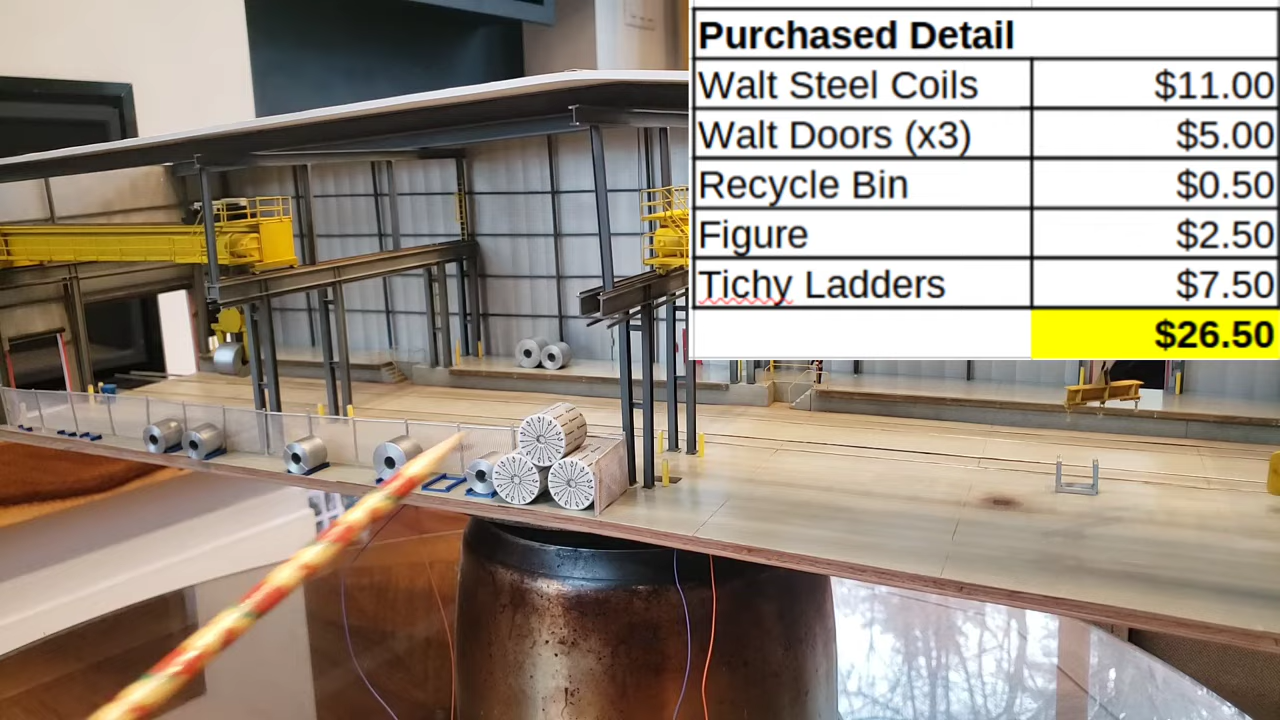 Purchased Detail
Walt Steel Coils $11.00
Walt Doors (x3) $5.00
Recycle Bin $0.50
Figure $2.50
Tichy Ladders $7.50
$26.50